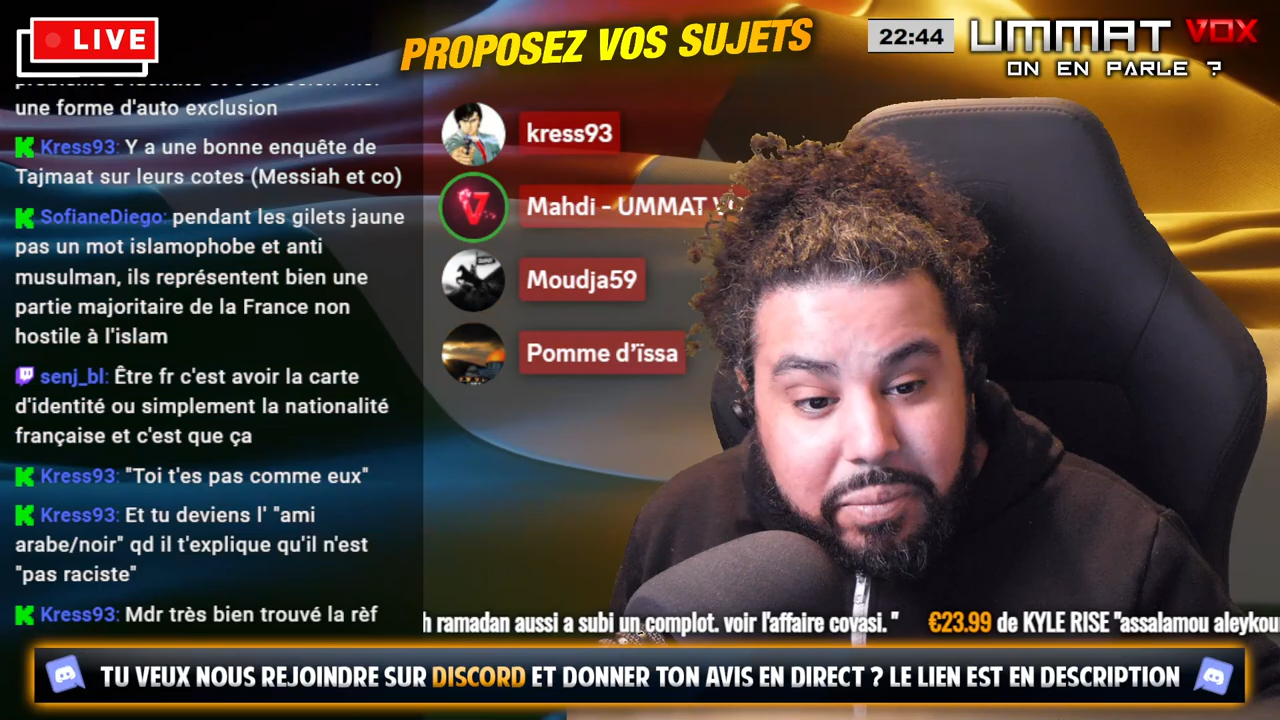 LIVE
PROPOSEZ VOS SUJETS
22:44
UMMAT VOX
ON EN PARLE ?
une forme d'auto exclusion
Kress93: Y a une bonne enquête de
Tajmaat sur leurs cotes (Messiah et co)
SofianeDiego: pendant les gilets jaune
pas un mot islamophobe et anti
musulman, ils représentent bien une
partie majoritaire de la France non
hostile à l'islam
senj_bl: Être fr c'est avoir la carte
d'identité ou simplement la nationalité
française et c'est que ça
Kress93: "Toi t'es pas comme eux"
Kress93: Et tu deviens l' "ami
arabe/noir" qd il t'explique qu'il n'est
"pas raciste"
Kress93: Mdr très bien trouvé la rèf
kress93
Mahdi - UMMAT
Moudja59
Pomme d'ïssa
h ramadan aussi a subi un complot. voir l'affaire covasi. " €23.99 de KYLE RISE "assalamou aleykou
TU VEUX NOUS REJOINDRE SUR DISCORD ET DONNER TON AVIS EN DIRECT ? LE LIEN EST EN DESCRIPTION